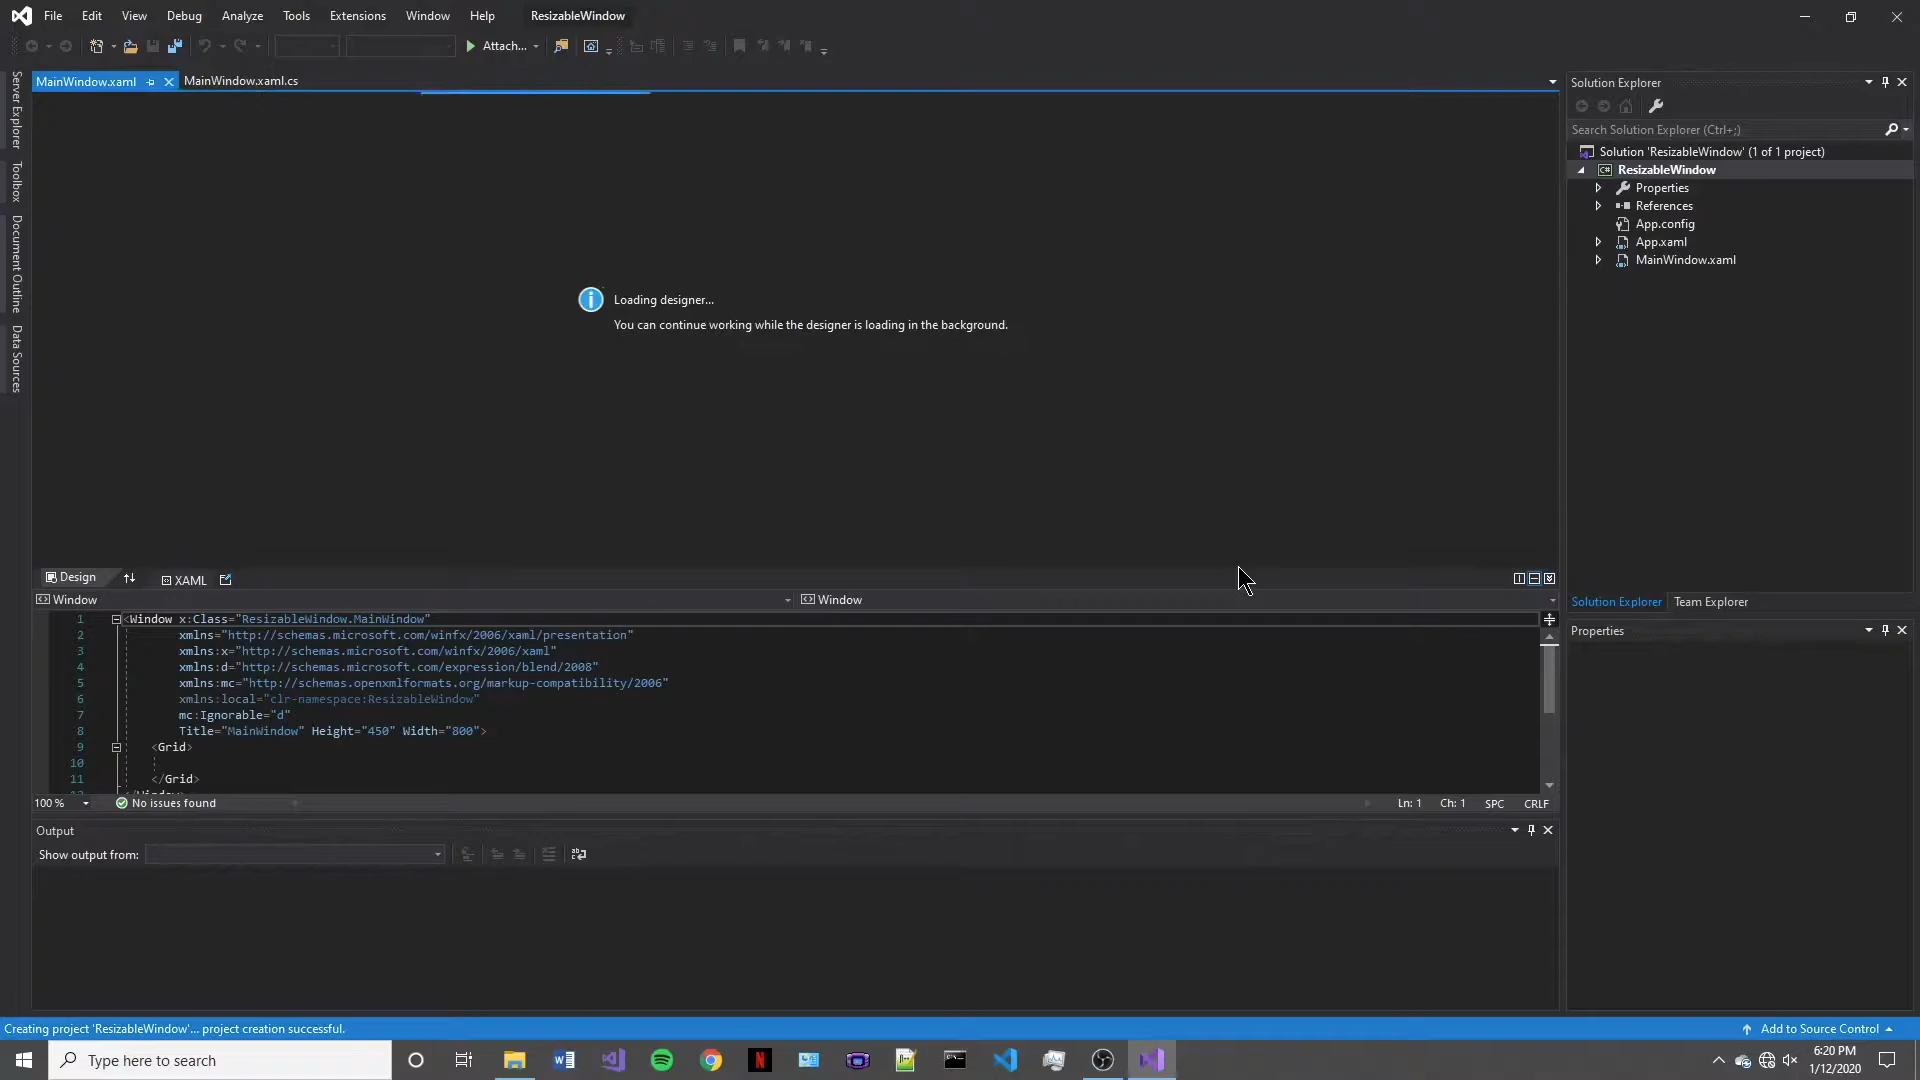 File Edit View Debug Analyze Tools Extensions Window Help ResizableWindow
Attach...
MainWindow.xaml MainWindow.xaml.cs
Server Explorer
Toolbox
Document Outline
Data Sources
Loading designer...
You can continue working while the designer is loading in the background.
Design XAML
Window Window
1 <Window x:Class="ResizableWindow.MainWindow"
2 xmlns="http://schemas.microsoft.com/winfx/2006/xaml/presentation"
3 xmlns:x="http://schemas.microsoft.com/winfx/2006/xaml"
4 xmlns:d="http://schemas.microsoft.com/expression/blend/2008"
5 xmlns:mc="http://schemas.openxmlformats.org/markup-compatibility/2006"
6 xmlns:local="clr-namespace:ResizableWindow"
7 mc:Ignorable="d"
8 Title="MainWindow" Height="450" Width="800">
9 <Grid>
10
11 </Grid>
100 % No issues found Ln: 1 Ch: 1 SPC CRLF
Output
Show output from:
Solution Explorer
Search Solution Explorer (Ctrl+;)
Solution 'ResizableWindow' (1 of 1 project)
C# ResizableWindow
Properties
References
App.config
App.xaml
MainWindow.xaml
Solution Explorer Team Explorer
Properties
Creating project 'ResizableWindow'... project creation successful. Add to Source Control
Type here to search
6:20 PM
1/12/2020